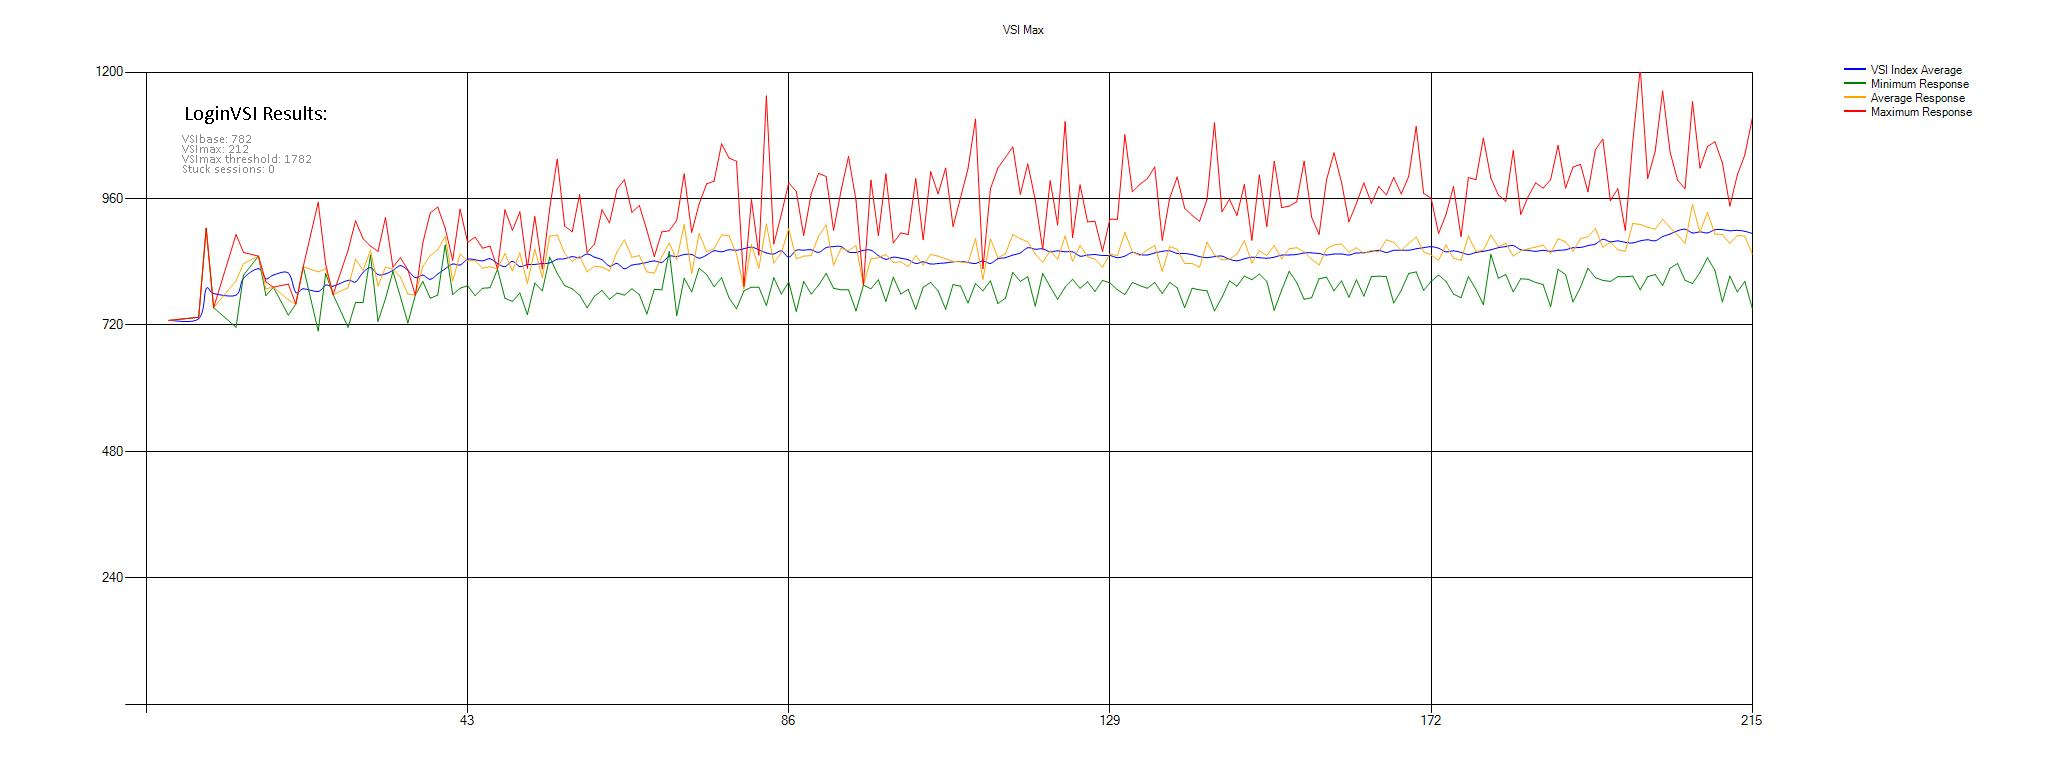 VSI Max
1200
960
720
480
240
LoginVSI Results:
VSIbase: 782
VSImax: 212
VSImax threshold: 1782
Stuck sessions: 0
VSI Index Average
Minimum Response
Average Response
Maximum Response
43
86
129
172
215